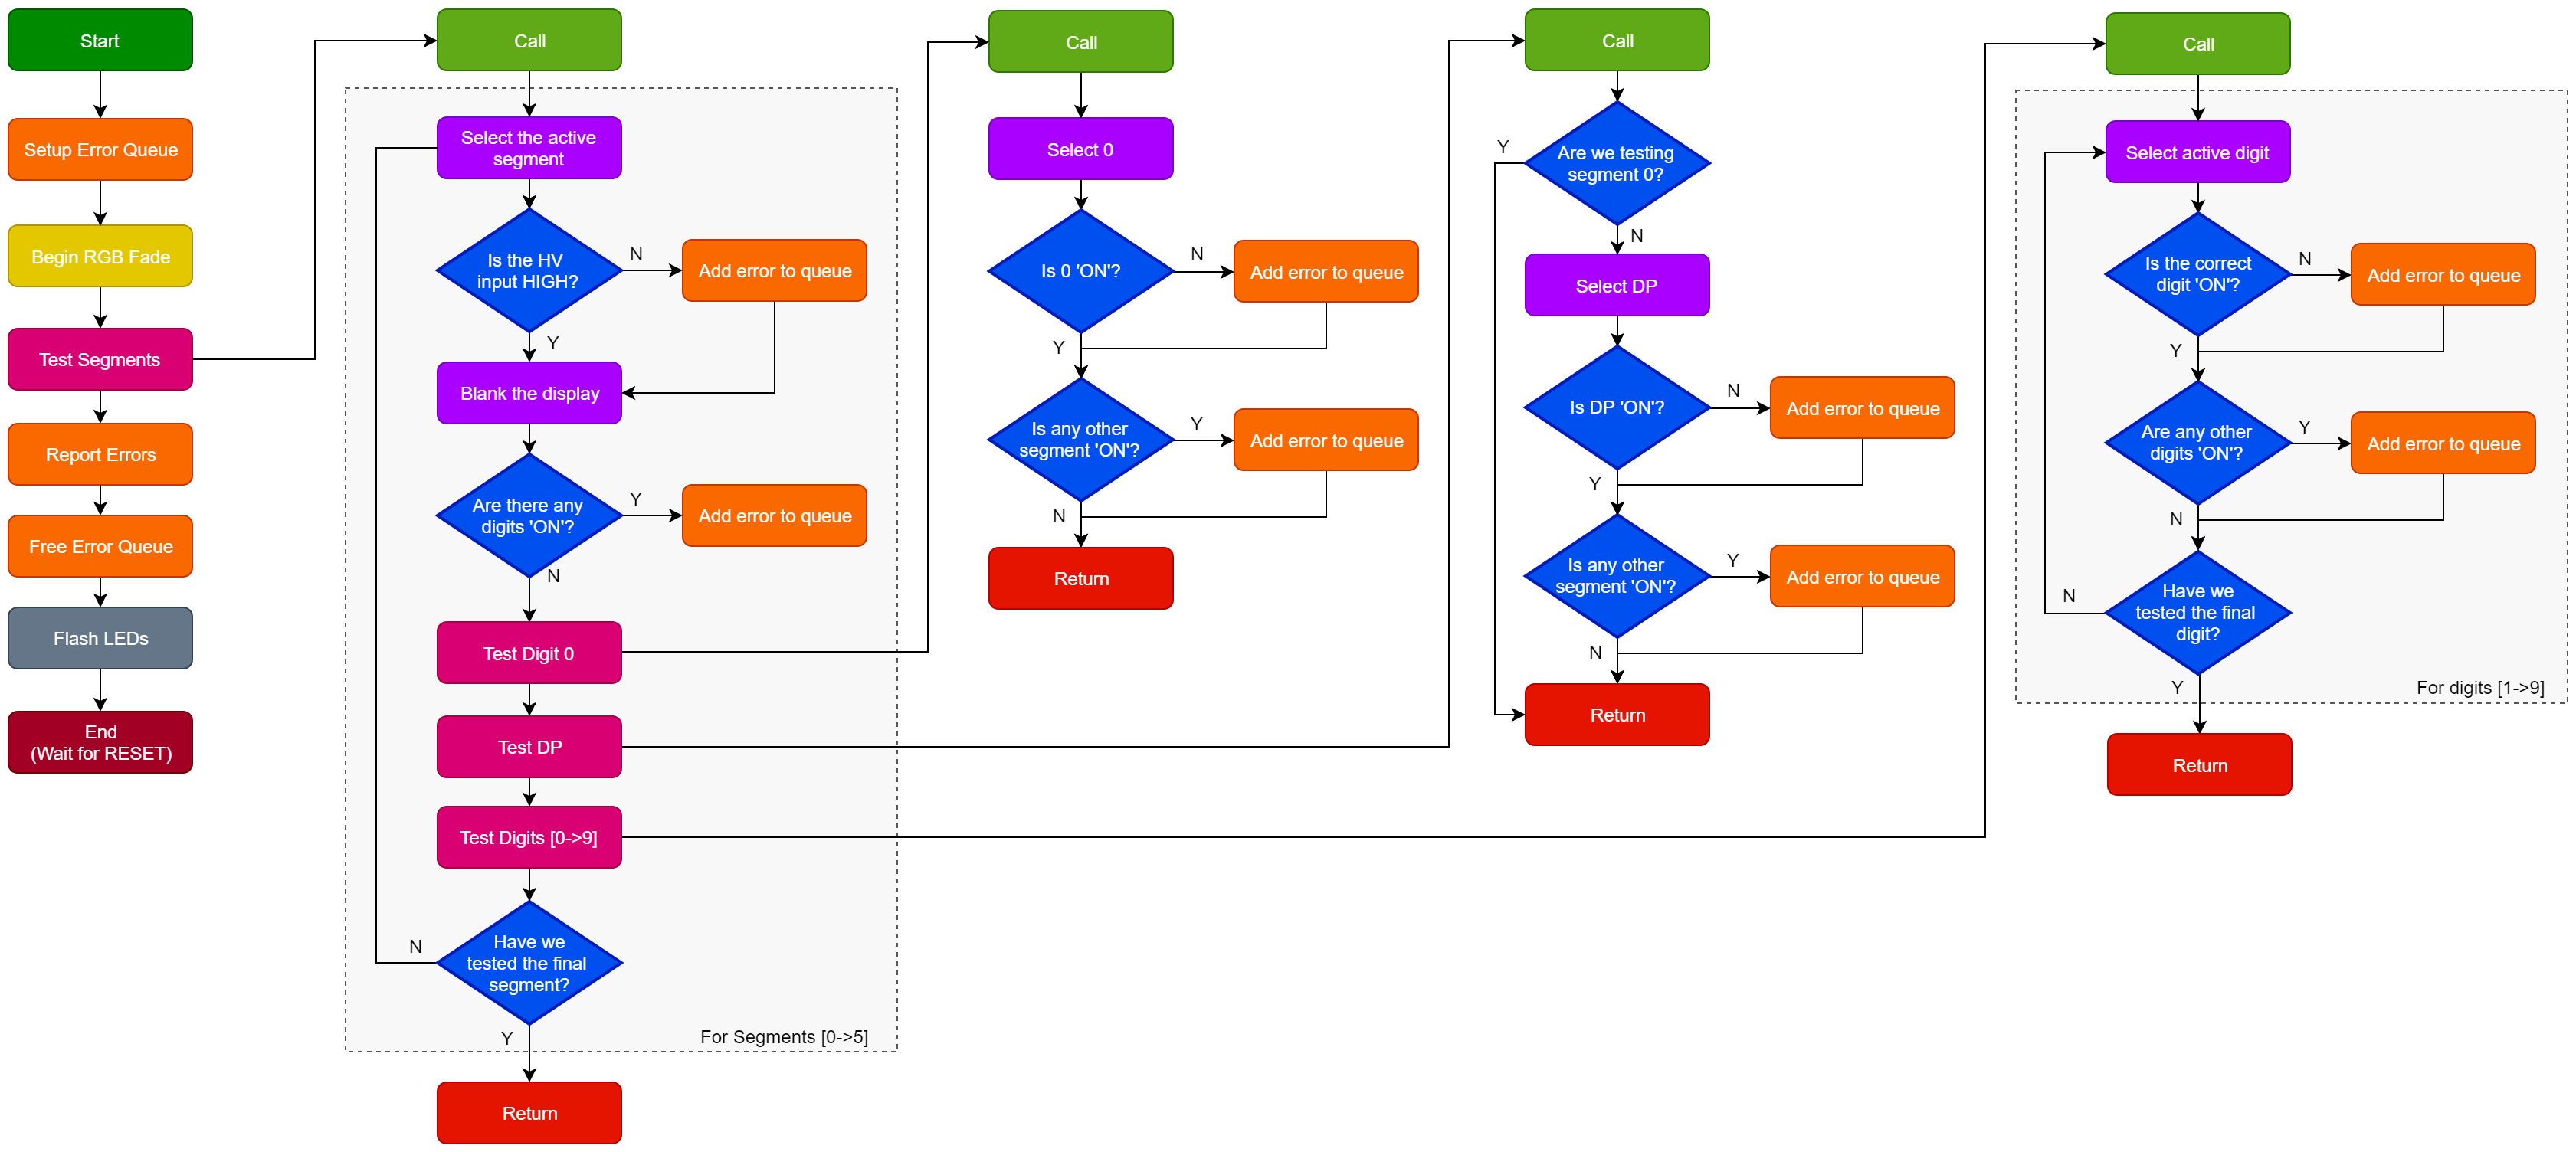 Start
Setup Error Queue
Begin RGB Fade
Test Segments
Report Errors
Free Error Queue
Flash LEDs
End
(Wait for RESET)
Call
Select the active
segment
Is the HV
input HIGH?
N
Add error to queue
Y
Blank the display
Are there any
digits 'ON'?
Y
Add error to queue
N
Test Digit 0
Test DP
Test Digits [0->9]
Have we
tested the final
segment?
N
Y
For Segments [0->5]
Return
Call
Select 0
Is 0 'ON'?
N
Add error to queue
Y
Is any other
segment 'ON'?
Y
Add error to queue
N
Return
Call
Are we testing
segment 0?
Y
N
Select DP
Is DP 'ON'?
N
Add error to queue
Y
Is any other
segment 'ON'?
Y
Add error to queue
N
Return
Call
Select active digit
Is the correct
digit 'ON'?
N
Add error to queue
Y
Are any other
digits 'ON'?
Y
Add error to queue
N
Have we
tested the final
digit?
N
Y
For digits [1->9]
Return